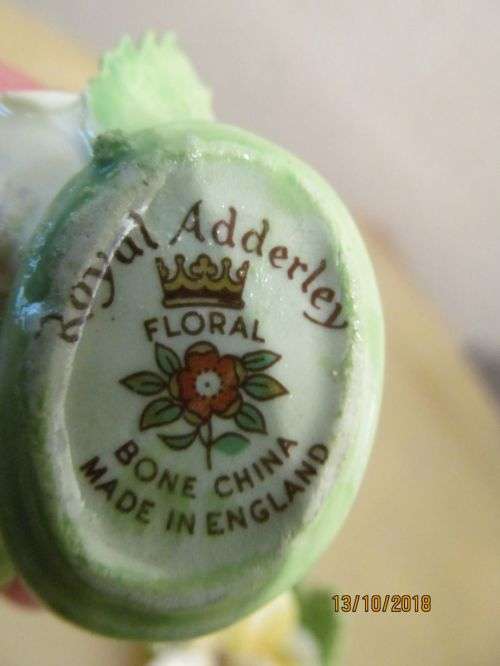 Royal Adderley
FLORAL
BONE CHINA
MADE IN ENGLAND
13/10/2018